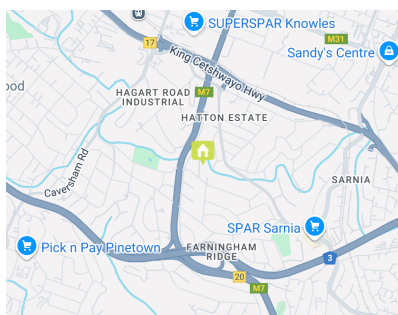 SUPERSPAR Knowles
M31
17
Sandy's Centre
King Cetshwayo Hwy
ood
HAGART ROAD
INDUSTRIAL
M7
HATTON ESTATE
Caversham Rd
SARNIA
SPAR Sarnia
Pick n Pay Pinetown
FARNINGHAM
RIDGE
3
20
M7